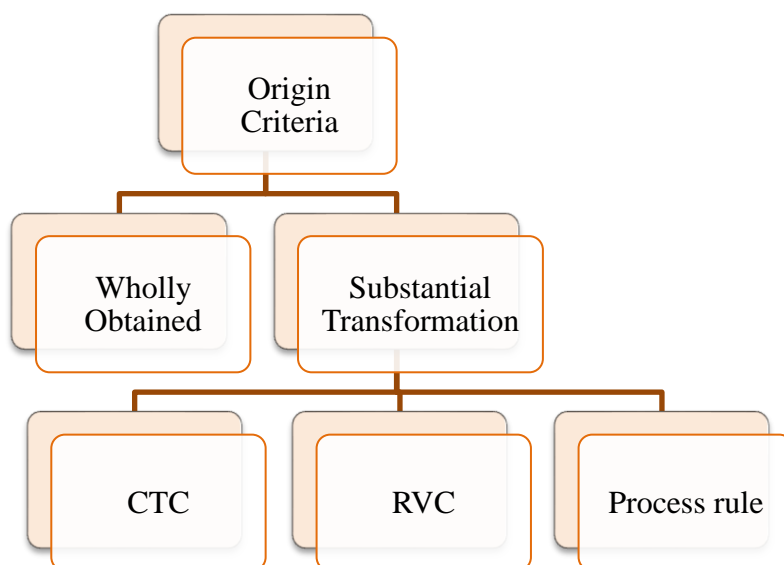 Origin
Criteria
Wholly
Obtained
Substantial
Transformation
CTC
RVC
Process rule